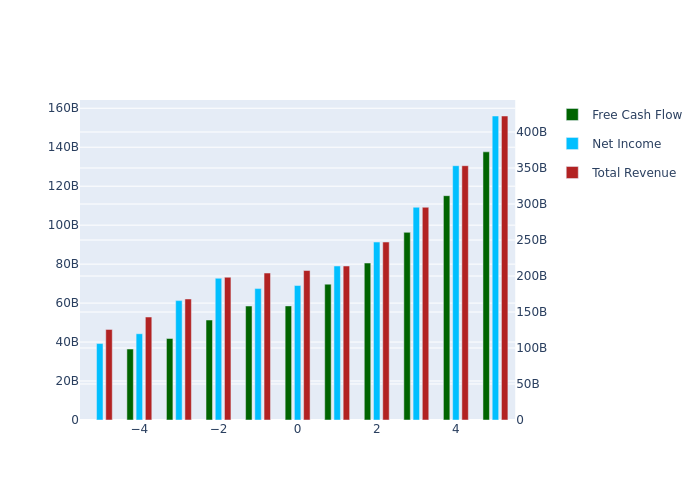 160B
140B
120B
100B
80B
60B
40B
20B
0
400B
350B
300B
250B
200B
150B
100B
50B
0
−4
−2
0
2
4
Free Cash Flow
Net Income
Total Revenue